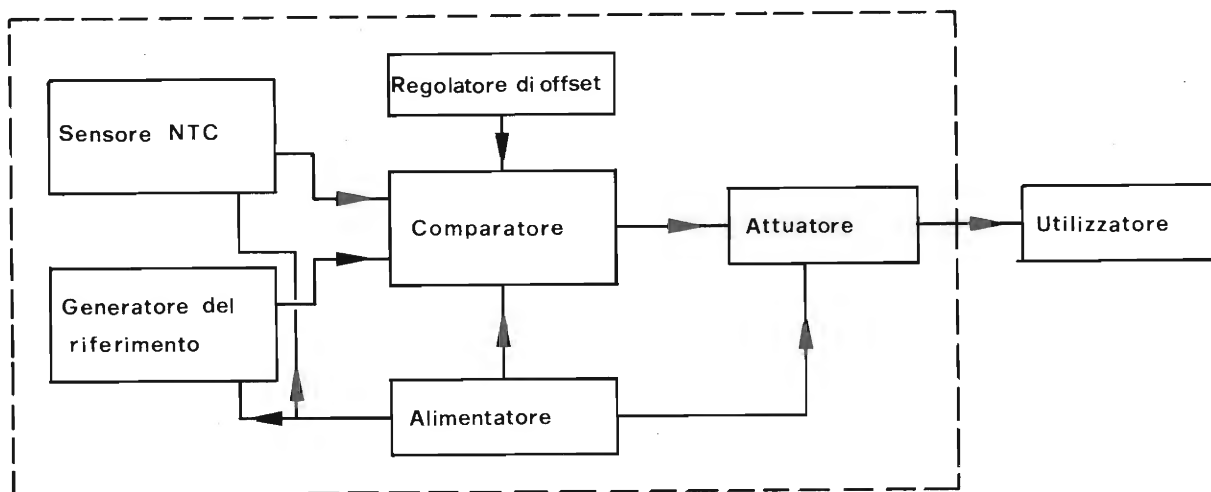 Regolatore di offset
Sensore NTC
Comparatore
Attuatore
Utilizzatore
Generatore del
riferimento
Alimentatore